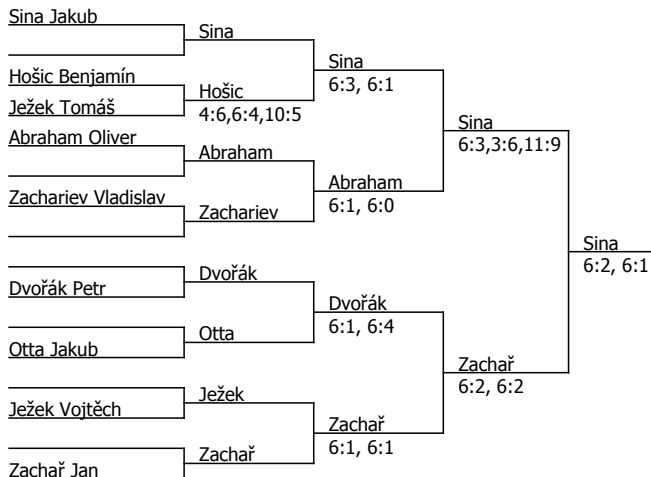 Sina Jakub
Hošic Benjamín
Ježek Tomáš
Abraham Oliver
Zachariev Vladislav
Dvořák Petr
Otta Jakub
Ježek Vojtěch
Zachař Jan
Sina
Hošic
4:6,6:4,10:5
Abraham
Zachariev
Dvořák
Otta
Ježek
Zachař
Sina
6:3, 6:1
Abraham
6:1, 6:0
Dvořák
6:1, 6:4
Zachař
6:1, 6:1
Sina
6:3,3:6,11:9
Zachař
6:2, 6:2
Sina
6:2, 6:1